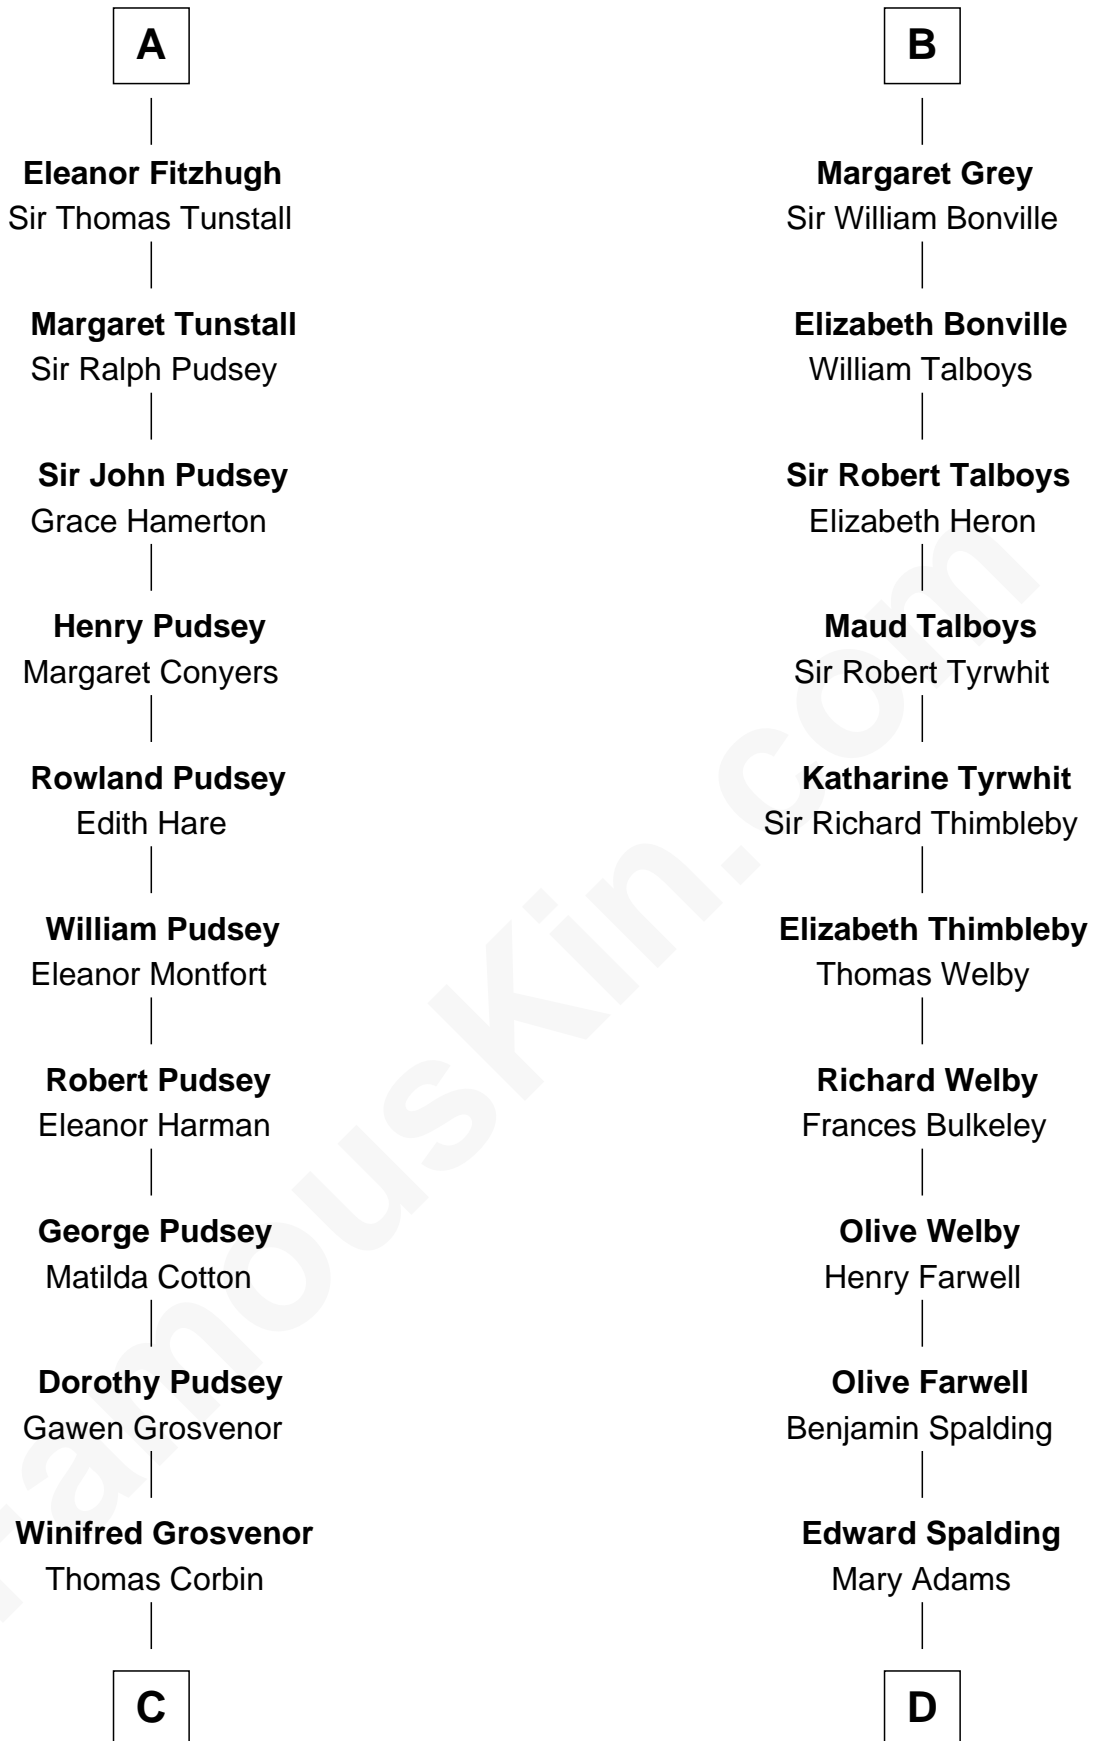 A
Eleanor Fitzhugh
Sir Thomas Tunstall
Margaret Tunstall
Sir Ralph Pudsey
Sir John Pudsey
Grace Hamerton
Henry Pudsey
Margaret Conyers
Rowland Pudsey
Edith Hare
William Pudsey
Eleanor Montfort
Robert Pudsey
Eleanor Harman
George Pudsey
Matilda Cotton
Dorothy Pudsey
Gawen Grosvenor
Winifred Grosvenor
Thomas Corbin
C
B
Margaret Grey
Sir William Bonville
Elizabeth Bonville
William Talboys
Sir Robert Talboys
Elizabeth Heron
Maud Talboys
Sir Robert Tyrwhit
Katharine Tyrwhit
Sir Richard Thimbleby
Elizabeth Thimbleby
Thomas Welby
Richard Welby
Frances Bulkeley
Olive Welby
Henry Farwell
Olive Farwell
Benjamin Spalding
Edward Spalding
Mary Adams
D
FamousKin.com